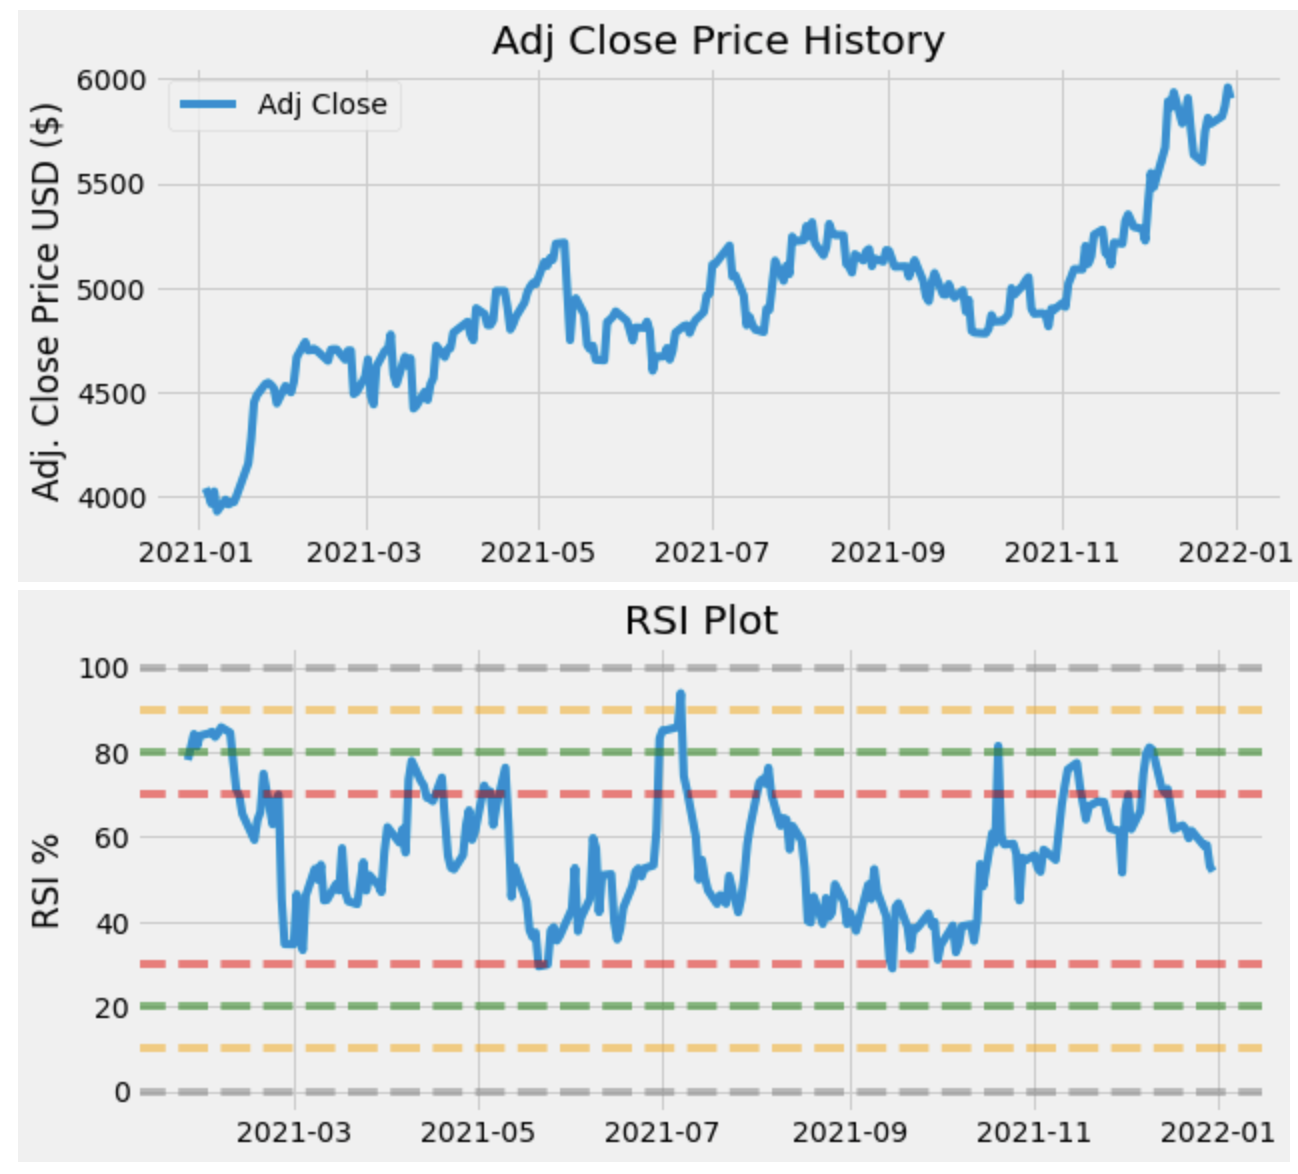 Adj Close Price History
Adj. Close Price USD ($)
6000
5500
5000
4500
4000
Adj Close
2021-01 2021-03 2021-05 2021-07 2021-09 2021-11 2022-01
RSI Plot
RSI %
100
80
60
40
20
0
2021-03 2021-05 2021-07 2021-09 2021-11 2022-01